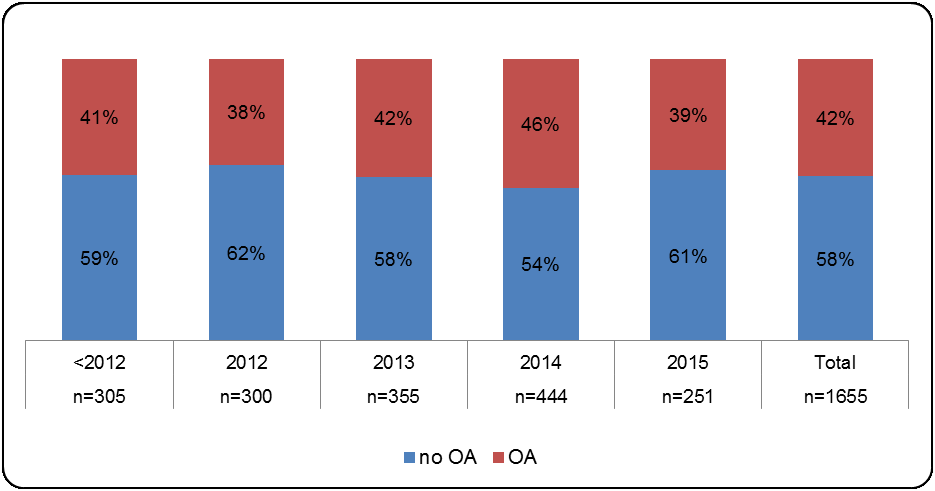 41% 38% 42% 46% 39% 42%
59% 62% 58% 54% 61% 58%
<2012 2012 2013 2014 2015 Total
n=305 n=300 n=355 n=444 n=251 n=1655
no OA OA